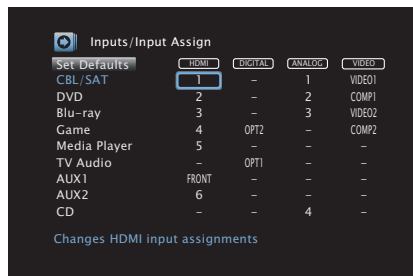 Inputs/Input Assign
Set Defaults HDMI DIGITAL ANALOG VIDEO
CBL/SAT 1 – 1 VIDEO1
DVD 2 – 2 COMP1
Blu-ray 3 – 3 VIDEO2
Game 4 OPT2 – COMP2
Media Player 5 – – –
TV Audio – OPT1 – –
AUX1 FRONT – – –
AUX2 6 – – –
CD – – 4 –
Changes HDMI input assignments